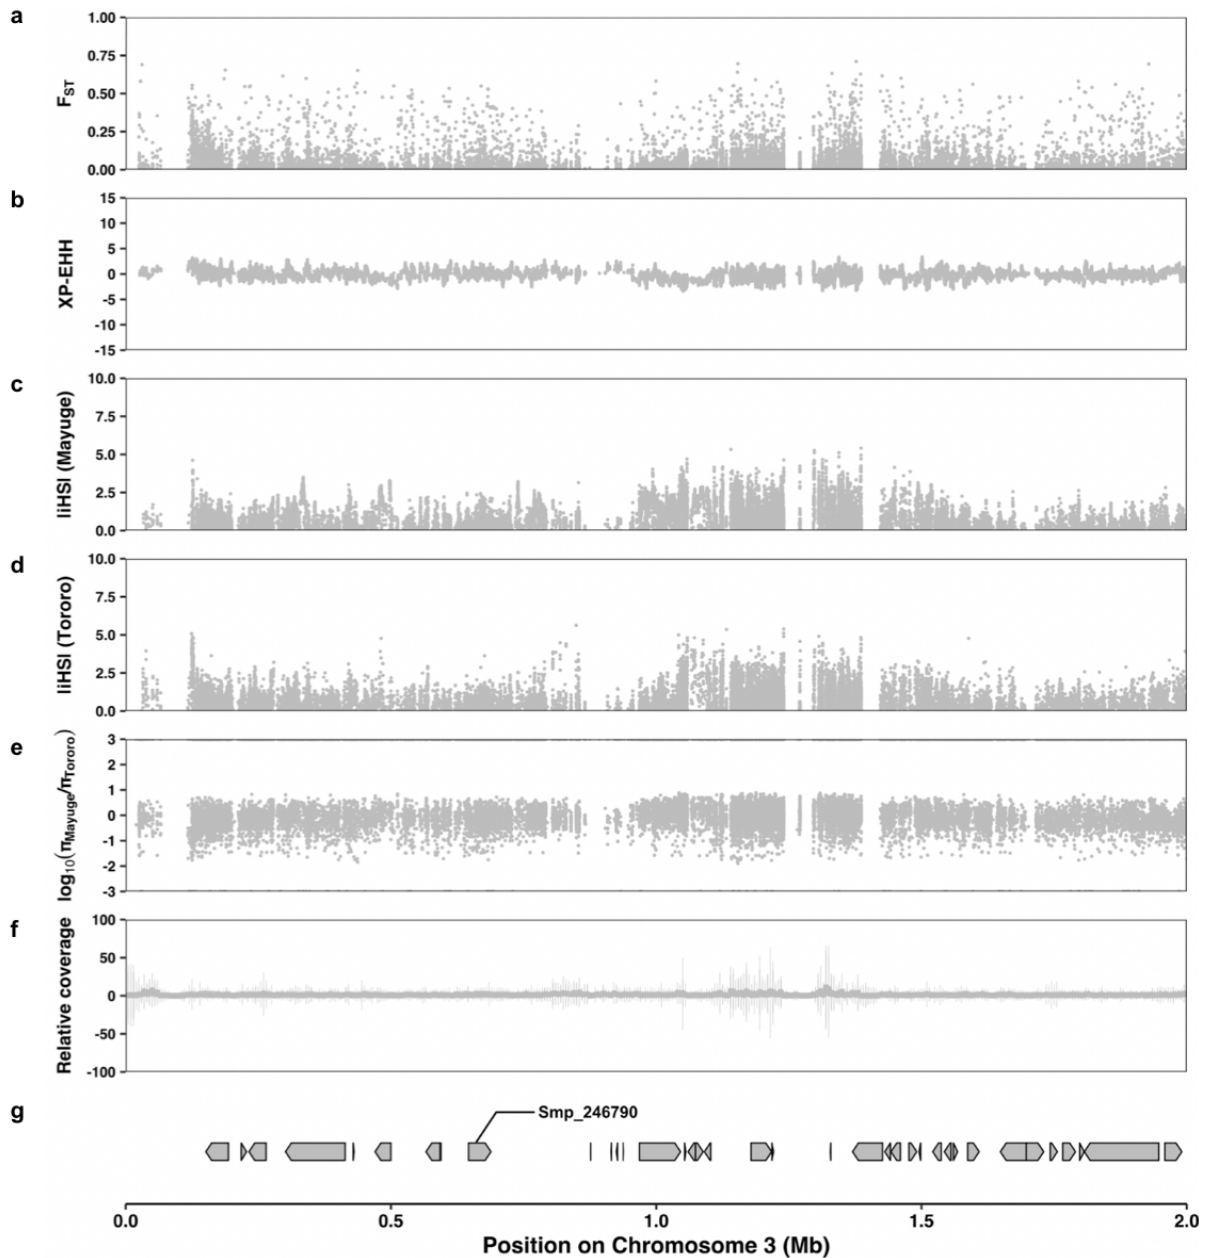 a
1.00
0.75
0.50
0.25
0.00
FST
b
15
10
5
0
-5
-10
-15
XP-EHH
c
10.0
7.5
5.0
2.5
0.0
IiHSI (Mayuge)
d
10.0
7.5
5.0
2.5
0.0
IiHSI (Tororo)
e
3
2
1
0
-1
-2
-3
log10(πMayuge/πTororo)
f
100
50
0
-50
-100
Relative coverage
g
Smp_246790
0.0 0.5 1.0 1.5 2.0
Position on Chromosome 3 (Mb)